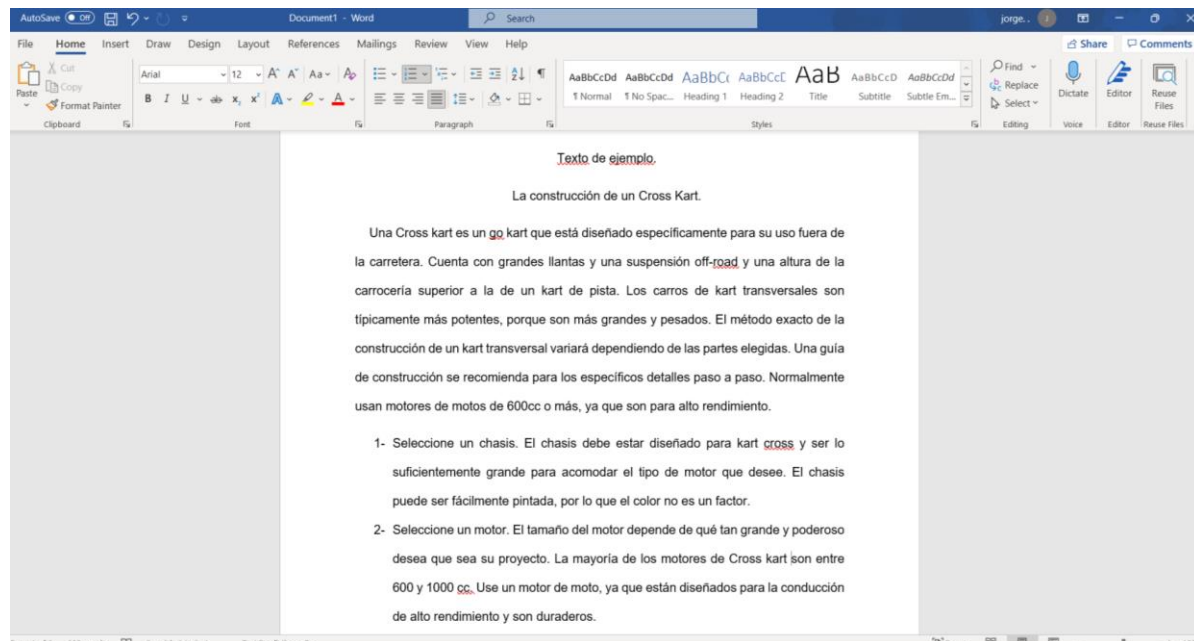 AutoSave Off Document1 - Word Search jorge. . J
File Home Insert Draw Design Layout References Mailings Review View Help Share Comments
Paste Cut Copy Format Painter Clipboard
Arial 12 Font
Paragraph
AaBbCcDd AaBbCcDd AaBbCc AaBbCcE AaB AaBbCcD AaBbCcDd
¶ Normal ¶ No Spac... Heading 1 Heading 2 Title Subtitle Subtle Em...
Styles
Find Replace Select Editing
Dictate Voice
Editor Editor
Reuse Files Reuse Files
Texto de ejemplo.
La construcción de un Cross Kart.
Una Cross kart es un go kart que está diseñado específicamente para su uso fuera de
la carretera. Cuenta con grandes llantas y una suspensión off-road y una altura de la
carrocería superior a la de un kart de pista. Los carros de kart transversales son
típicamente más potentes, porque son más grandes y pesados. El método exacto de la
construcción de un kart transversal variará dependiendo de las partes elegidas. Una guía
de construcción se recomienda para los específicos detalles paso a paso. Normalmente
usan motores de motos de 600cc o más, ya que son para alto rendimiento.
1- Seleccione un chasis. El chasis debe estar diseñado para kart cross y ser lo
suficientemente grande para acomodar el tipo de motor que desee. El chasis
puede ser fácilmente pintada, por lo que el color no es un factor.
2- Seleccione un motor. El tamaño del motor depende de qué tan grande y poderoso
desea que sea su proyecto. La mayoría de los motores de Cross kart son entre
600 y 1000 cc. Use un motor de moto, ya que están diseñados para la conducción
de alto rendimiento y son duraderos.